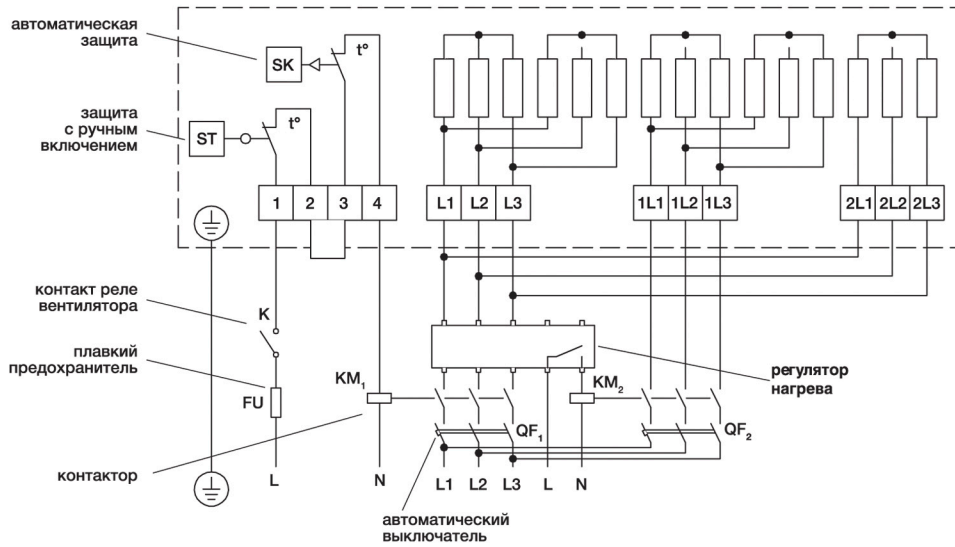 автоматическая
защита
SK
t°
защита
с ручным
включением
ST
t°
1 2 3 4
L1 L2 L3
1L1 1L2 1L3
2L1 2L2 2L3
контакт реле
вентилятора
K
плавкий
предохранитель
FU
KM1
KM2
регулятор
нагрева
QF1
QF2
контактор
L N L1 L2 L3 L N
автоматический
выключатель